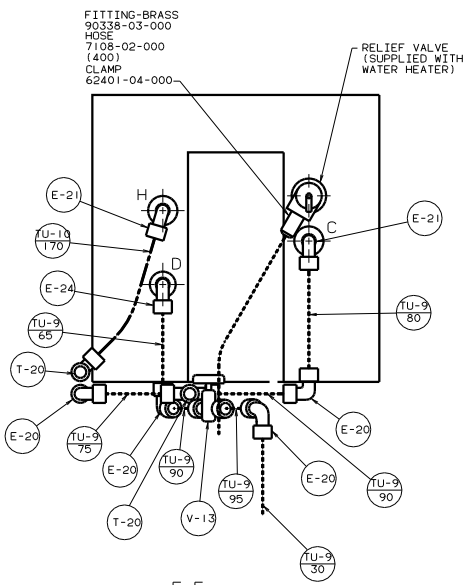 FITTING-BRASS
90338-03-000
HOSE
7108-02-000
(400)
CLAMP
62401-04-000
RELIEF VALVE
(SUPPLIED WITH
WATER HEATER)
E-21
H
C
E-21
TU-10
170
D
E-24
TU-9
65
TU-9
80
T-20
E-20
TU-9
75
E-20
TU-9
90
T-20
V-13
TU-9
95
E-20
E-20
TU-9
90
TU-9
30